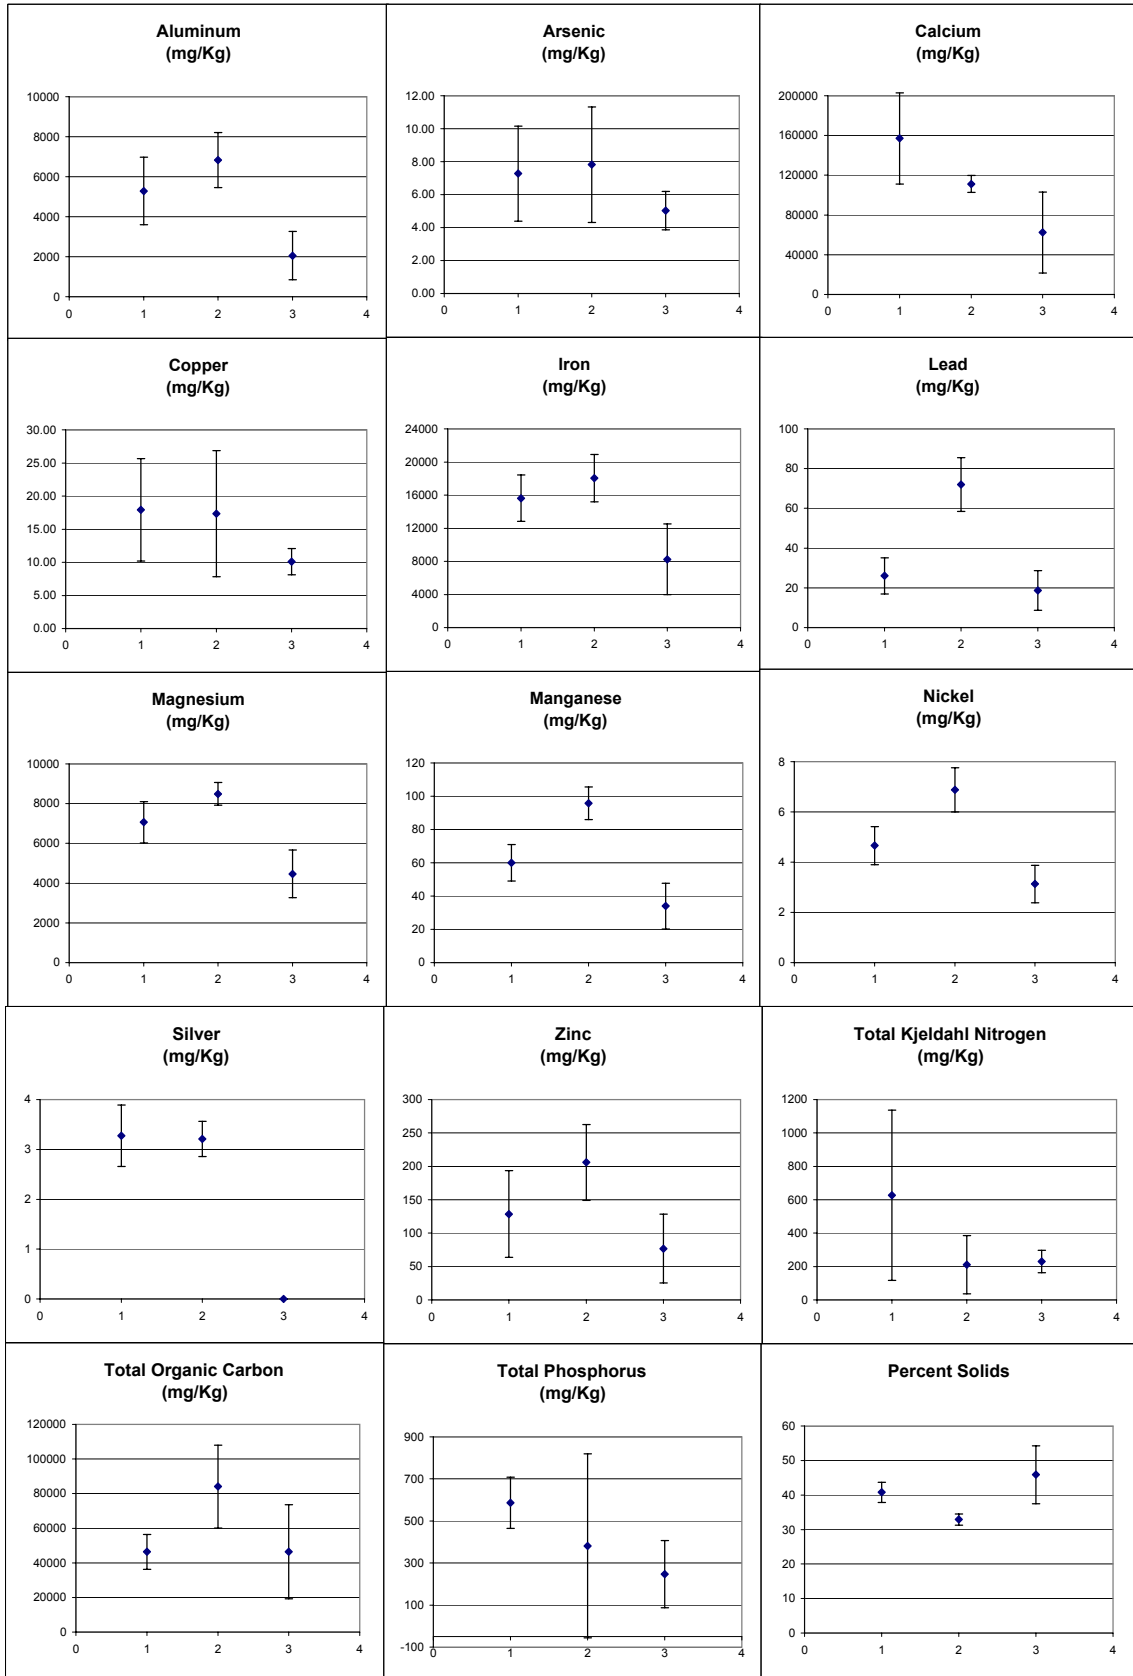 Aluminum
(mg/Kg)
10000
8000
6000
4000
2000
0
0 1 2 3 4
Arsenic
(mg/Kg)
12.00
10.00
8.00
6.00
4.00
2.00
0.00
0 1 2 3 4
Calcium
(mg/Kg)
200000
160000
120000
80000
40000
0
0 1 2 3 4
Copper
(mg/Kg)
30.00
25.00
20.00
15.00
10.00
5.00
0.00
0 1 2 3 4
Iron
(mg/Kg)
24000
20000
16000
12000
8000
4000
0
0 1 2 3 4
Lead
(mg/Kg)
100
80
60
40
20
0
0 1 2 3 4
Magnesium
(mg/Kg)
10000
8000
6000
4000
2000
0
0 1 2 3 4
Manganese
(mg/Kg)
120
100
80
60
40
20
0
0 1 2 3 4
Nickel
(mg/Kg)
8
6
4
2
0
0 1 2 3 4
Silver
(mg/Kg)
4
3
2
1
0
0 1 2 3 4
Zinc
(mg/Kg)
300
250
200
150
100
50
0
0 1 2 3 4
Total Kjeldahl Nitrogen
(mg/Kg)
1200
1000
800
600
400
200
0
0 1 2 3 4
Total Organic Carbon
(mg/Kg)
120000
100000
80000
60000
40000
20000
0
0 1 2 3 4
Total Phosphorus
(mg/Kg)
900
700
500
300
100
-100
0 1 2 3 4
Percent Solids
60
50
40
30
20
10
0
0 1 2 3 4